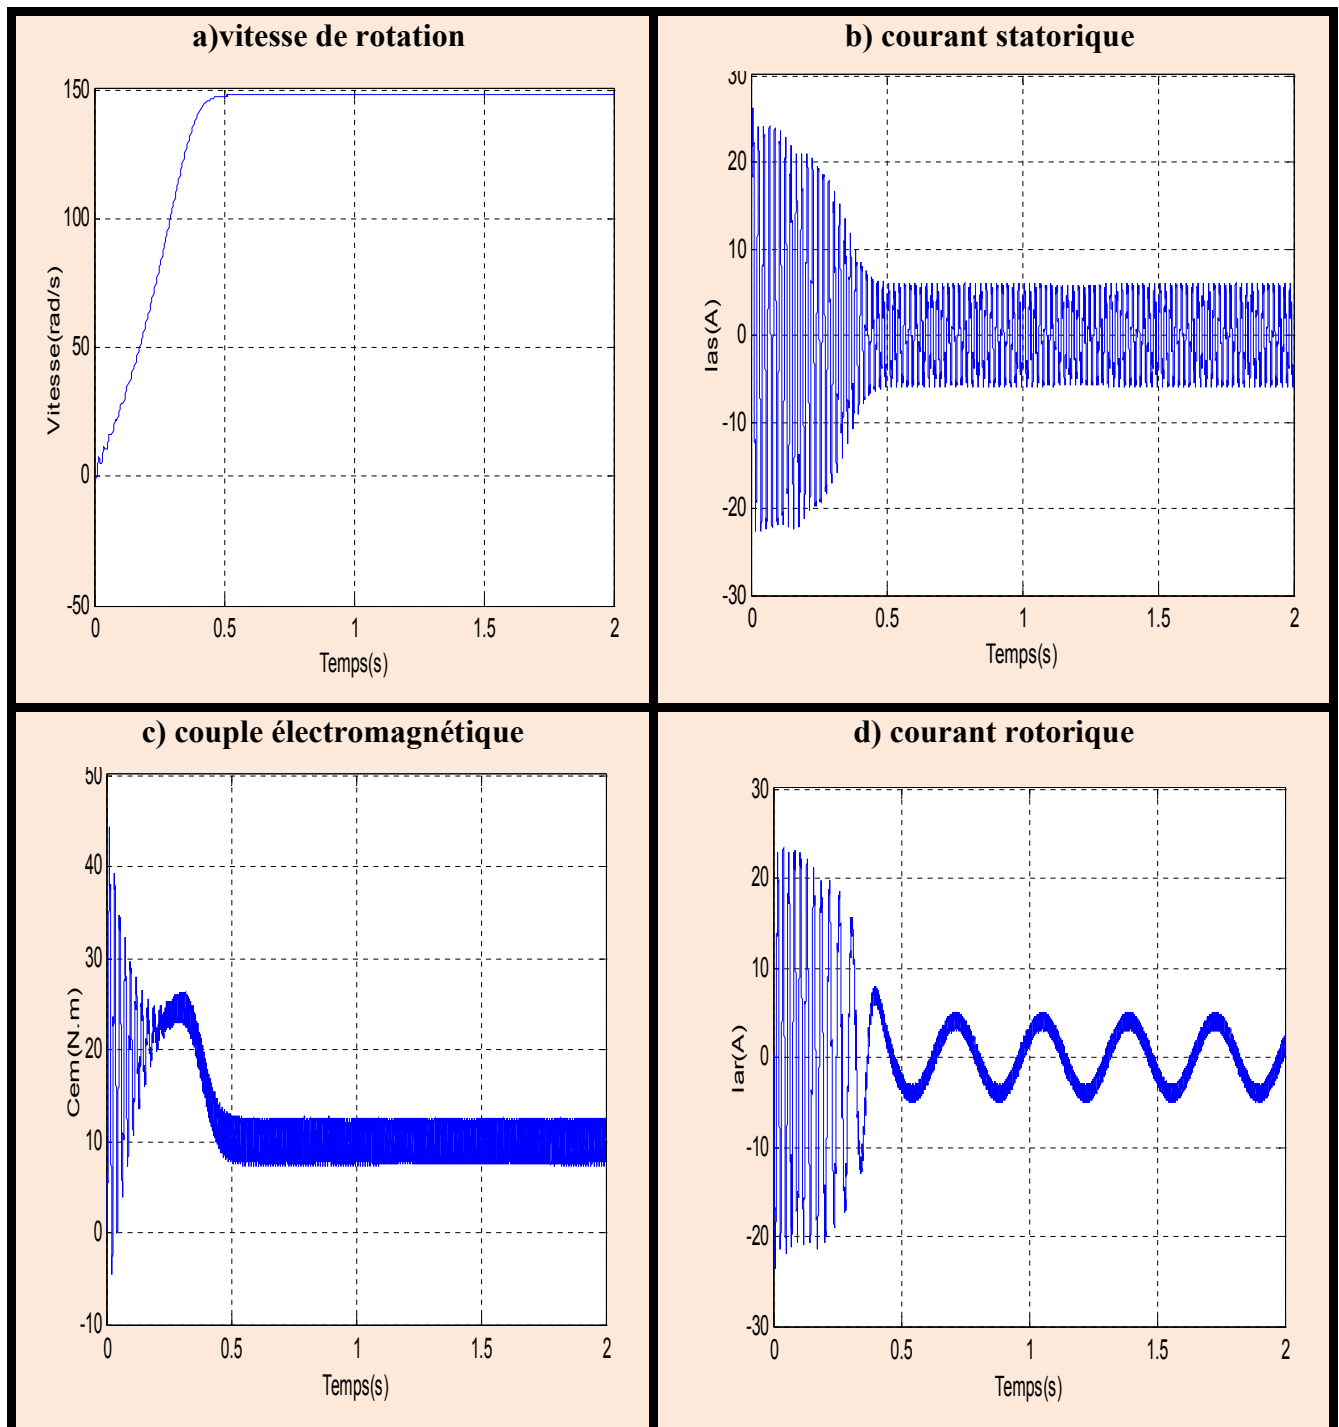 a)vitesse de rotation
150
100
50
0
-50
Vitesse(rad/s)
0 0.5 1 1.5 2
Temps(s)
b) courant statorique
30
20
10
0
-10
-20
-30
Ias(A)
0 0.5 1 1.5 2
Temps(s)
c) couple électromagnétique
50
40
30
20
10
0
-10
Cem(N.m)
0 0.5 1 1.5 2
Temps(s)
d) courant rotorique
30
20
10
0
-10
-20
-30
Iar(A)
0 0.5 1 1.5 2
Temps(s)